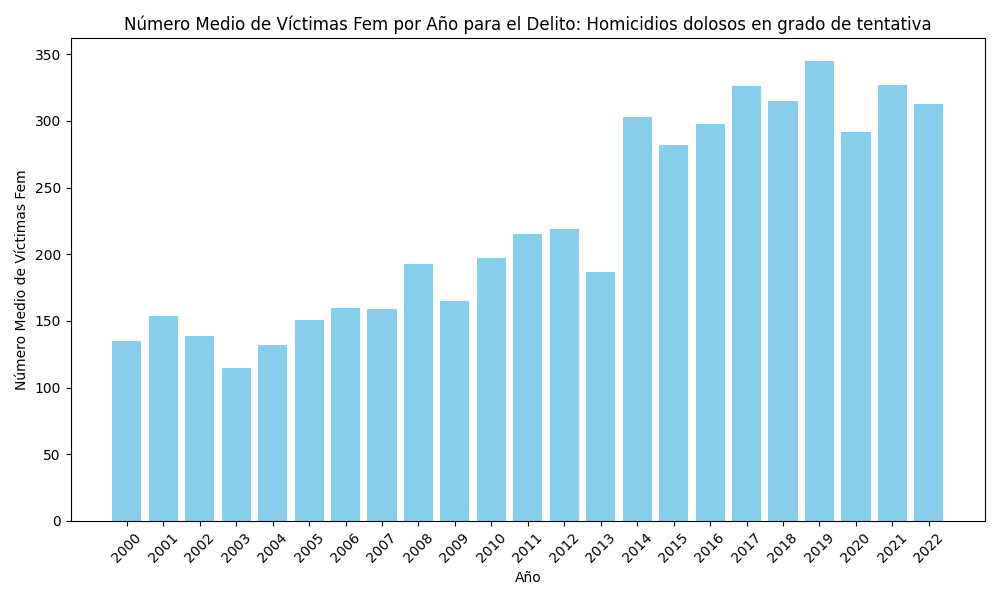 Número Medio de Víctimas Fem por Año para el Delito: Homicidios dolosos en grado de tentativa
Número Medio de Víctimas Fem
350
300
250
200
150
100
50
0
2000 2001 2002 2003 2004 2005 2006 2007 2008 2009 2010 2011 2012 2013 2014 2015 2016 2017 2018 2019 2020 2021 2022
Año